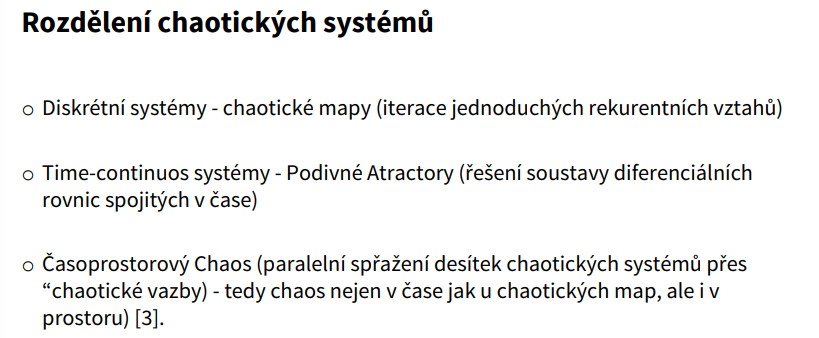 Rozdělení chaotických systémů
○ Diskrétní systémy - chaotické mapy (iterace jednoduchých rekurentních vztahů)
○ Time-continuos systémy - Podivné Atractory (řešení soustavy diferenciálních
rovnic spojitých v čase)
○ Časoprostorový Chaos (paralelní spřažení desítek chaotických systémů přes
“chaotické vazby) - tedy chaos nejen v čase jak u chaotických map, ale i v
prostoru) [3].